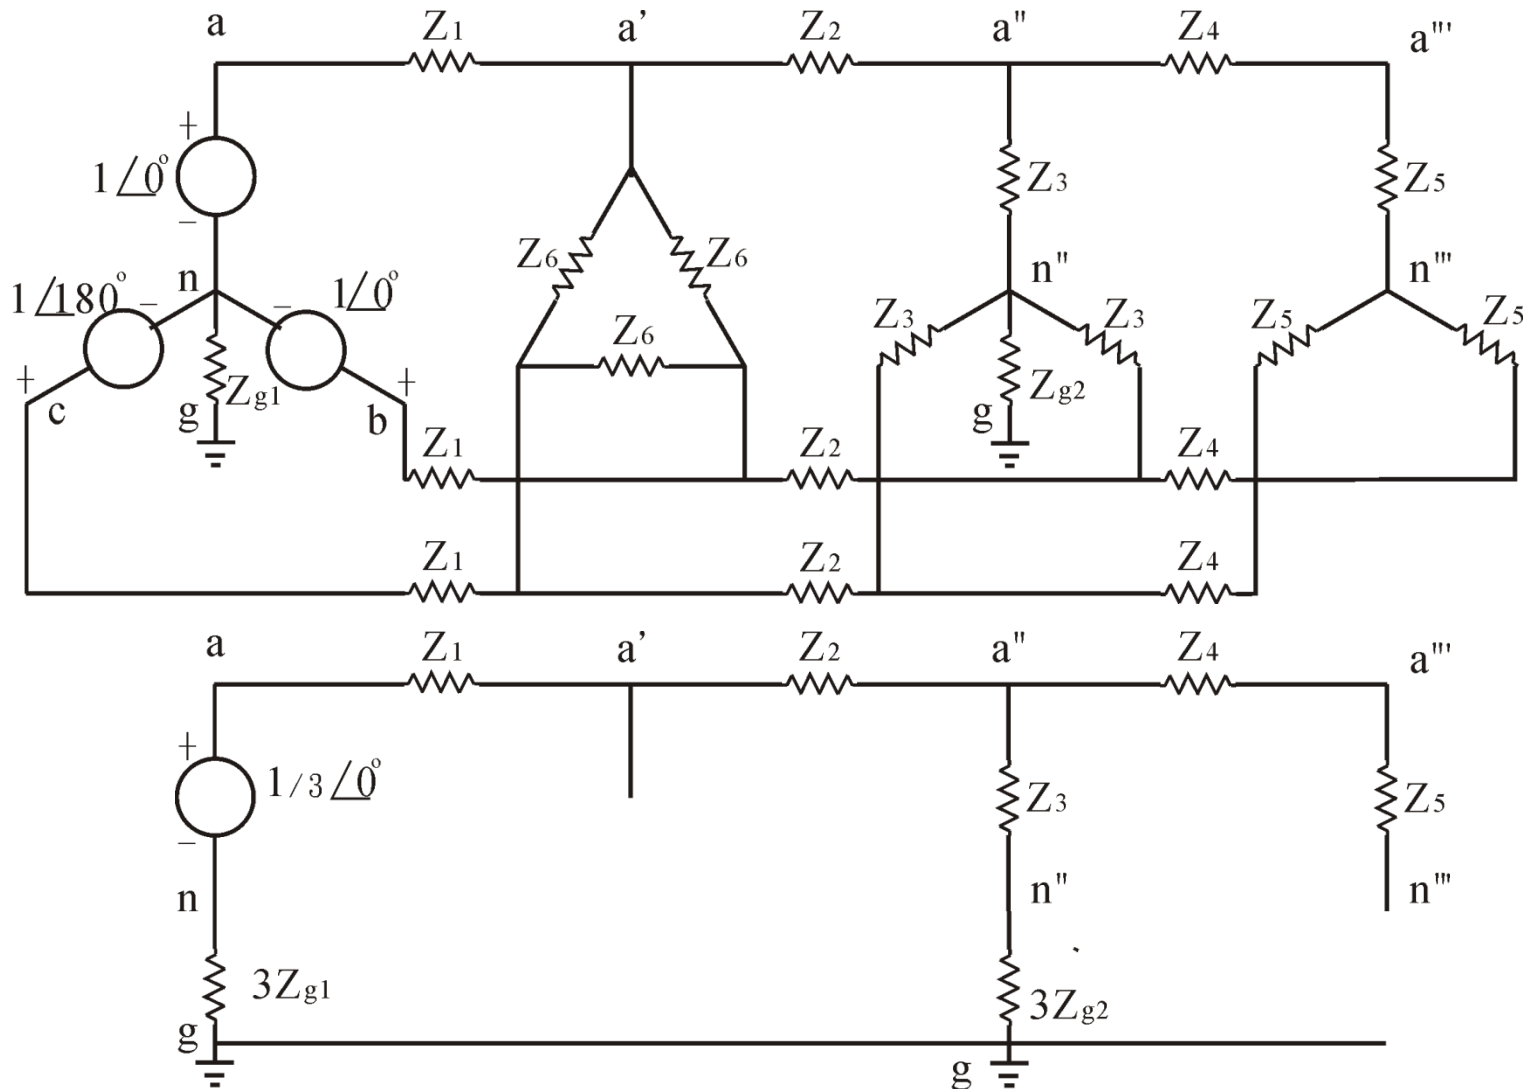 a Z1 a' Z2 a" Z4 a'''
+
1∠0° Z3 Z5
−
Z6 Z6
n n" n'''
1∠180° − − 1∠0°
Z3 Z3 Z5 Z5
Z6
+ Zg1 + Zg2
c g b g
Z1 Z2 Z4
Z1 Z2 Z4
a Z1 a' Z2 a" Z4 a'''
+
1/3∠0° Z3 Z5
−
n n" n'''
3Zg1 3Zg2
g
g